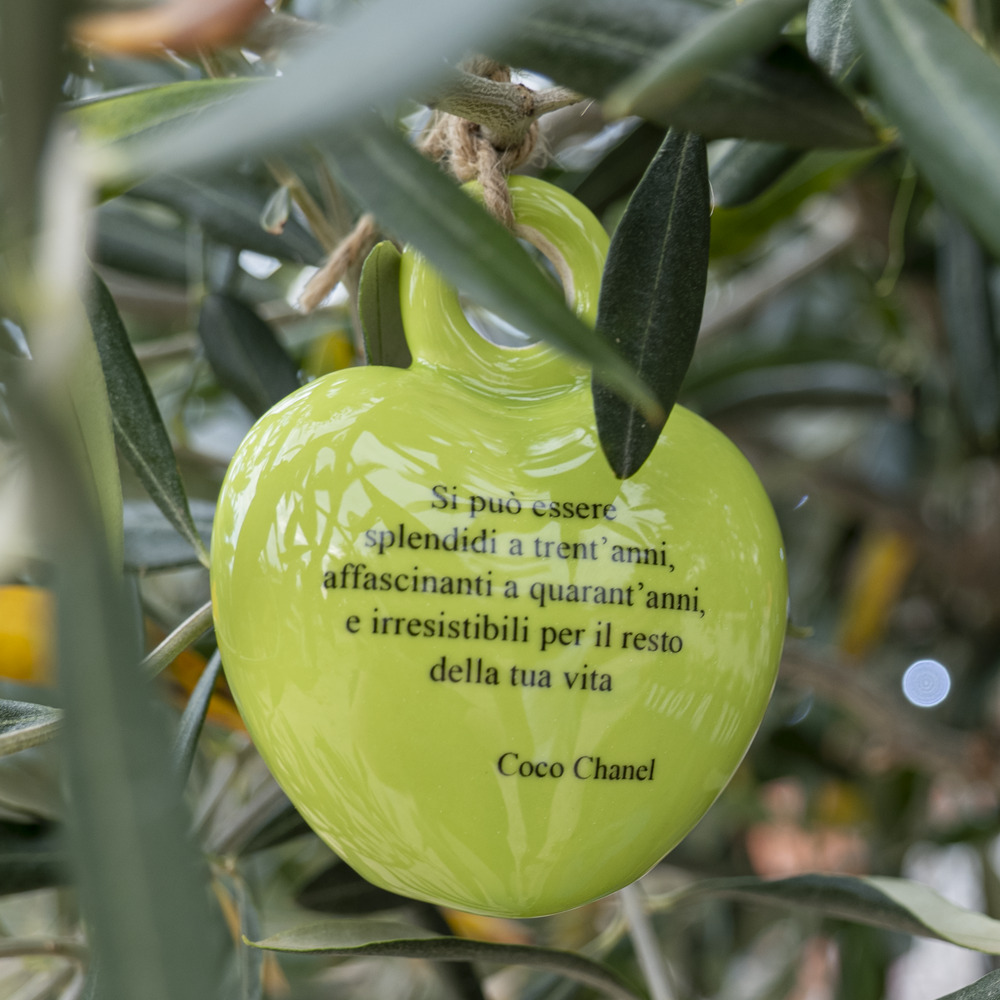 Si può essere
splendidi a trent'anni,
affascinanti a quarant'anni,
e irresistibili per il resto
della tua vita
Coco Chanel